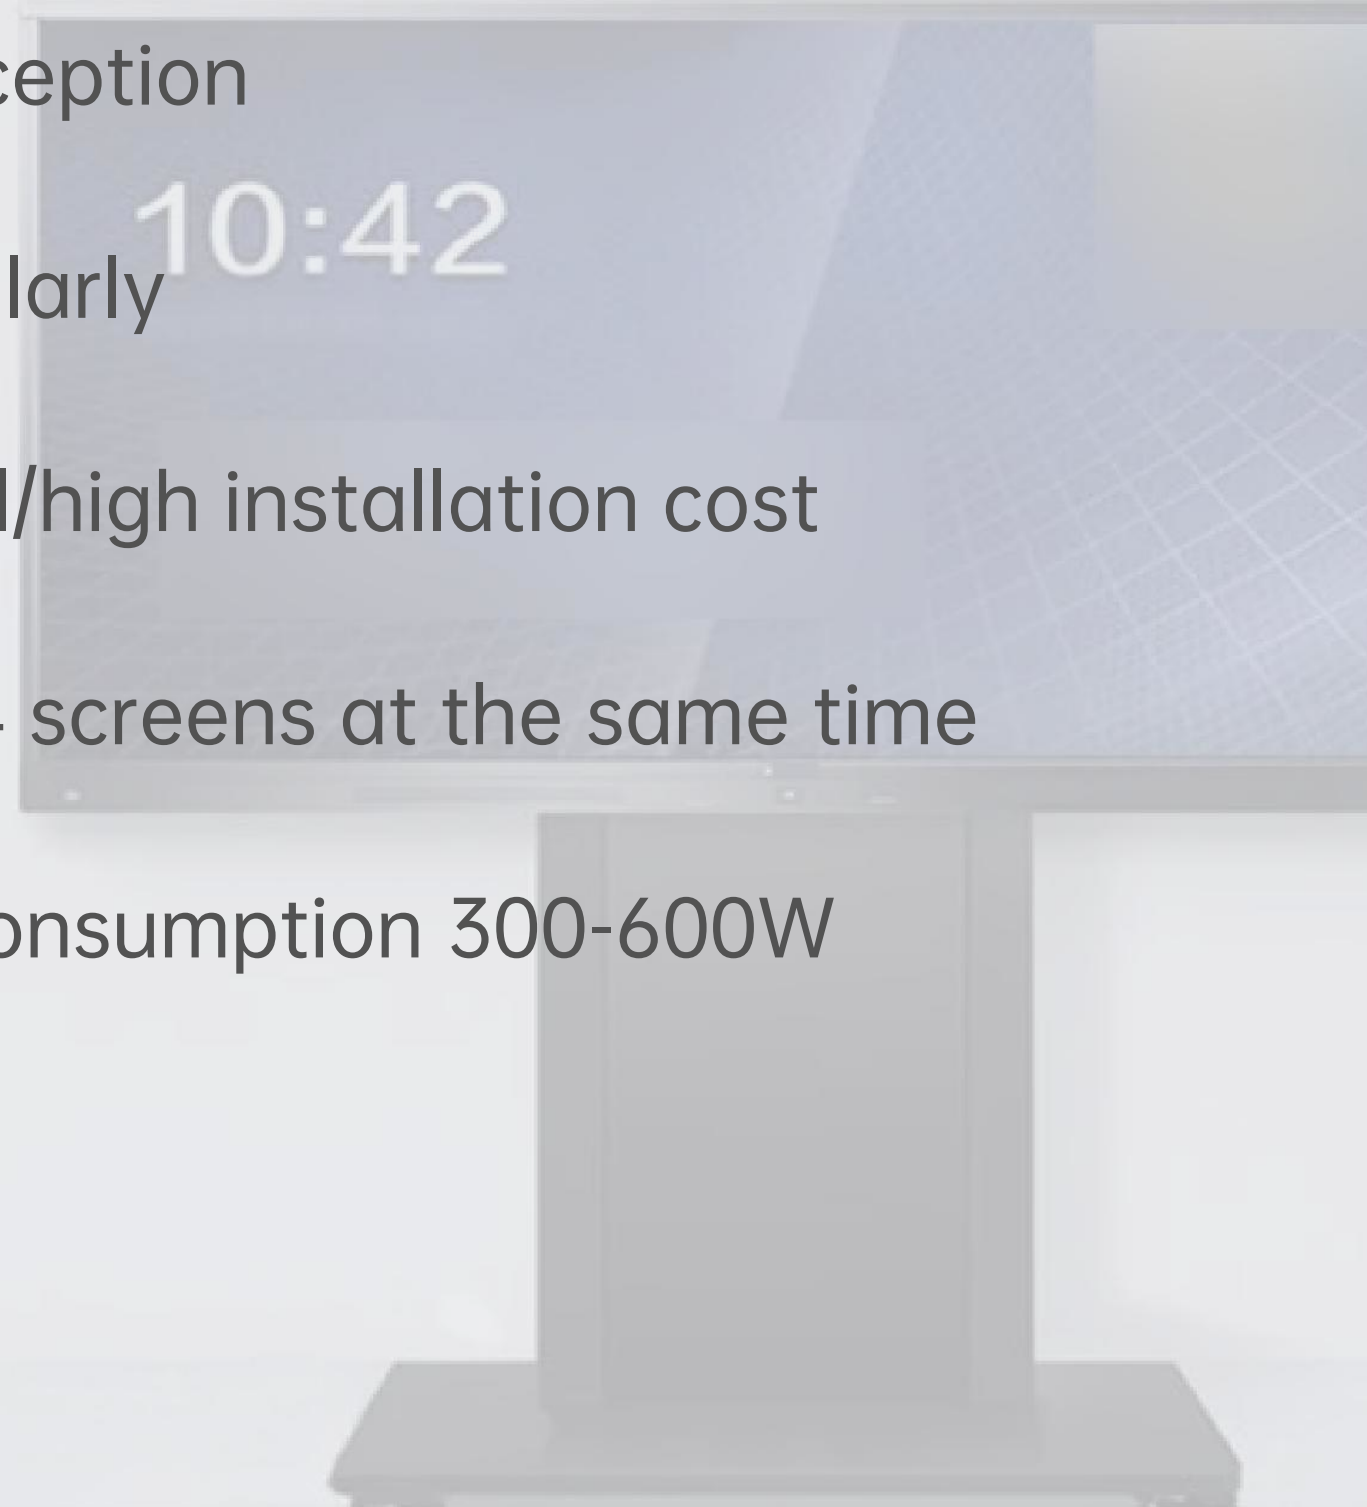 ception
10:42
larly
/high installation cost
screens at the same time
onsumption 300-600W